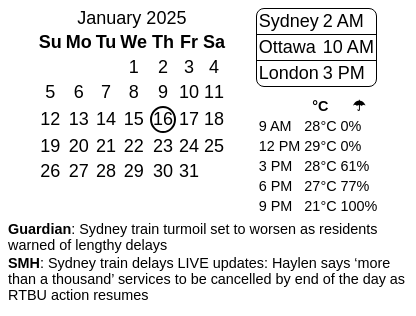 January 2025
Su Mo Tu We Th Fr Sa
1 2 3 4
5 6 7 8 9 10 11
12 13 14 15 16 17 18
19 20 21 22 23 24 25
26 27 28 29 30 31
Sydney 2 AM
Ottawa 10 AM
London 3 PM
°C ☂
9 AM 28°C 0%
12 PM 29°C 0%
3 PM 28°C 61%
6 PM 27°C 77%
9 PM 21°C 100%
Guardian: Sydney train turmoil set to worsen as residents
warned of lengthy delays
SMH: Sydney train delays LIVE updates: Haylen says ‘more
than a thousand’ services to be cancelled by end of the day as
RTBU action resumes